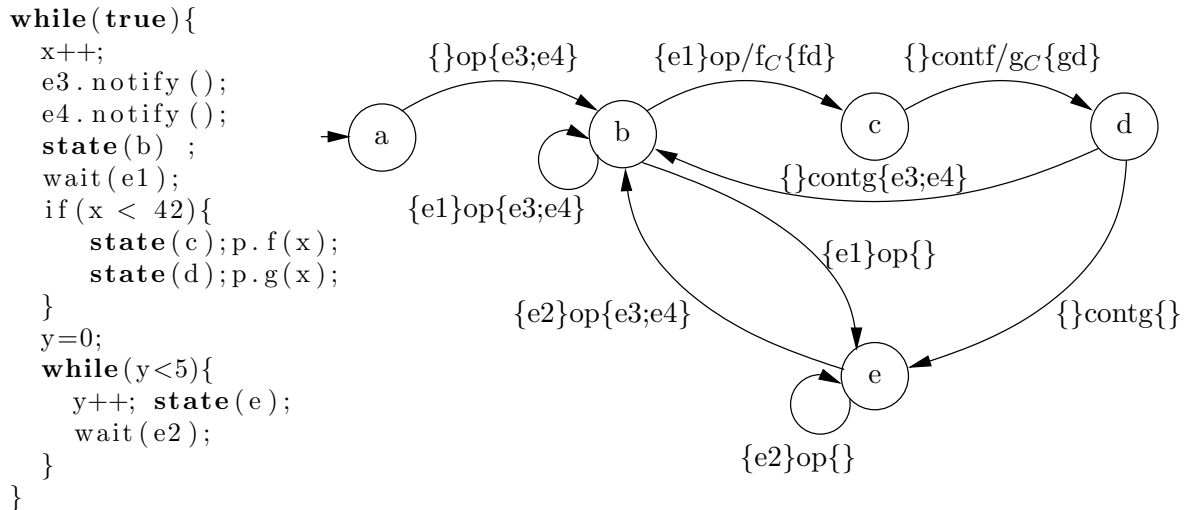 while(true){
x++;
e3.notify();
e4.notify();
state(b) ;
wait(e1);
if(x < 42){
state(c);p.f(x);
state(d);p.g(x);
}
y=0;
while(y<5){
y++; state(e);
wait(e2);
}
}
{}op{e3;e4}
{e1}op/f_C{fd}
{}contf/g_C{gd}
a
b
c
d
{}contg{e3;e4}
{e1}op{e3;e4}
{e1}op{}
{e2}op{e3;e4}
{}contg{}
e
{e2}op{}